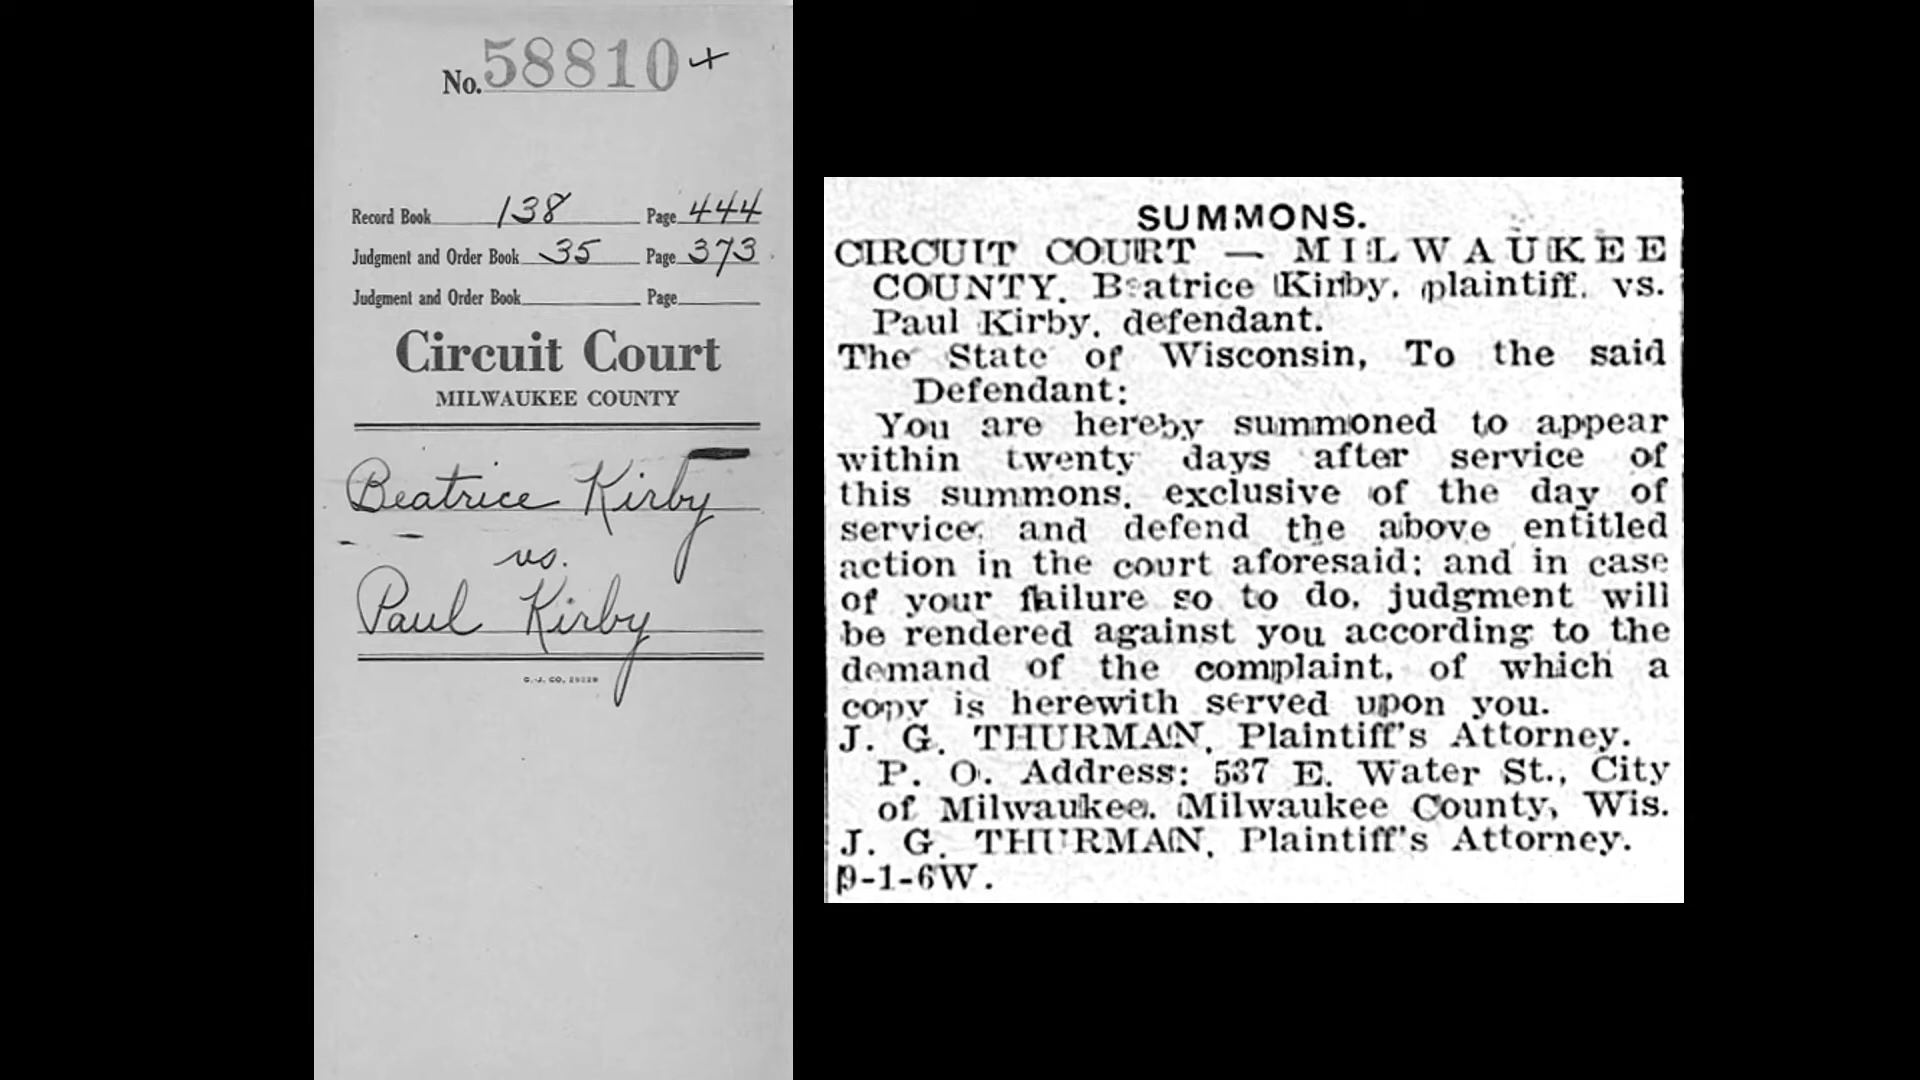 No. 58810 +
Record Book 138 Page 444
Judgment and Order Book 35 Page 373
Judgment and Order Book Page
Circuit Court
MILWAUKEE COUNTY
Beatrice Kirby
vs.
Paul Kirby
SUMMONS.
CIRCUIT COURT — MILWAUKEE
COUNTY. Beatrice Kirby, plaintiff, vs.
Paul Kirby, defendant.
The State of Wisconsin, To the said
Defendant:
You are hereby summoned to appear
within twenty days after service of
this summons, exclusive of the day of
service, and defend the above entitled
action in the court aforesaid; and in case
of your failure so to do, judgment will
be rendered against you according to the
demand of the complaint, of which a
copy is herewith served upon you.
J. G. THURMAN, Plaintiff's Attorney.
P. O. Address: 537 E. Water St., City
of Milwaukee, Milwaukee County, Wis.
J. G. THURMAN, Plaintiff's Attorney.
9-1-6W.